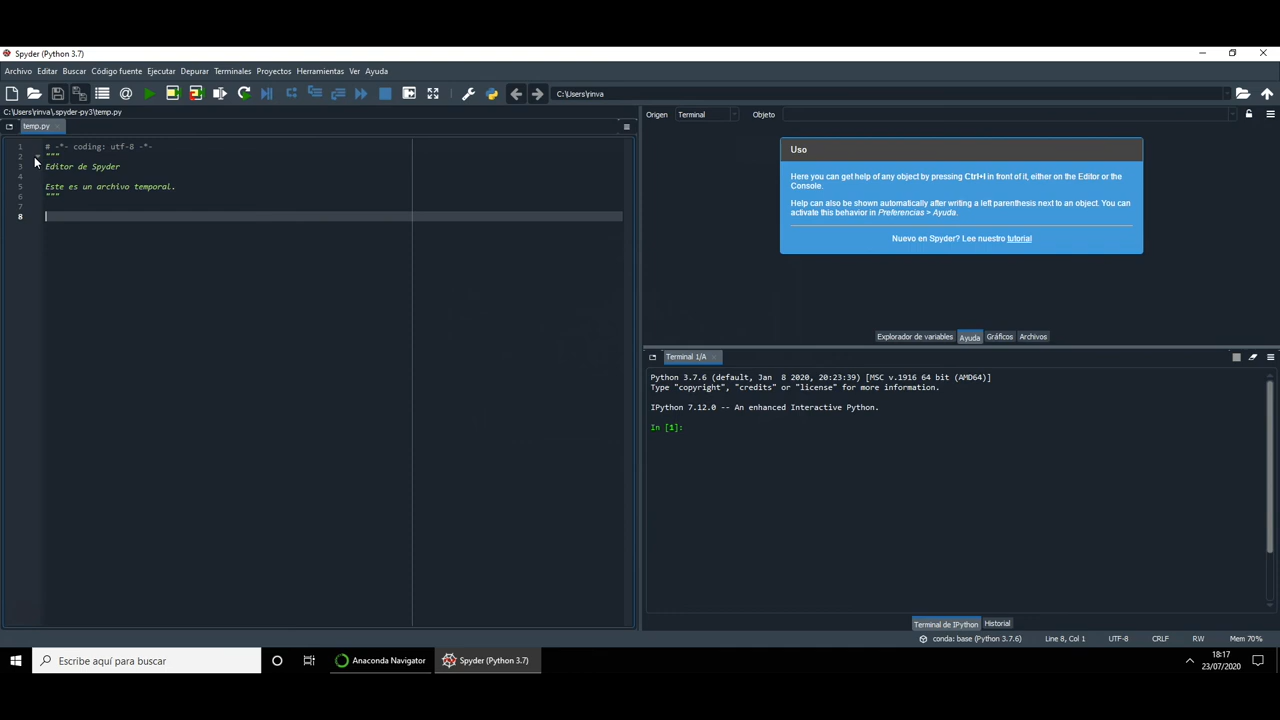 Spyder (Python 3.7)
Archivo Editar Buscar Código fuente Ejecutar Depurar Terminales Proyectos Herramientas Ver Ayuda
C:\Users\rinva
C:\Users\rinva\.spyder-py3\temp.py
temp.py
1 # -*- coding: utf-8 -*-
2 """
3 Editor de Spyder
4
5 Este es un archivo temporal.
6 """
7
8
Origen Terminal Objeto
Uso
Here you can get help of any object by pressing Ctrl+I in front of it, either on the Editor or the
Console.
Help can also be shown automatically after writing a left parenthesis next to an object. You can
activate this behavior in Preferencias > Ayuda.
Nuevo en Spyder? Lee nuestro tutorial
Explorador de variables Ayuda Gráficos Archivos
Terminal 1/A
Python 3.7.6 (default, Jan 8 2020, 20:23:39) [MSC v.1916 64 bit (AMD64)]
Type "copyright", "credits" or "license" for more information.
IPython 7.12.0 -- An enhanced Interactive Python.
In [1]:
Terminal de IPython Historial
conda: base (Python 3.7.6) Line 8, Col 1 UTF-8 CRLF RW Mem 70%
Escribe aquí para buscar
Anaconda Navigator
Spyder (Python 3.7)
18:17
23/07/2020